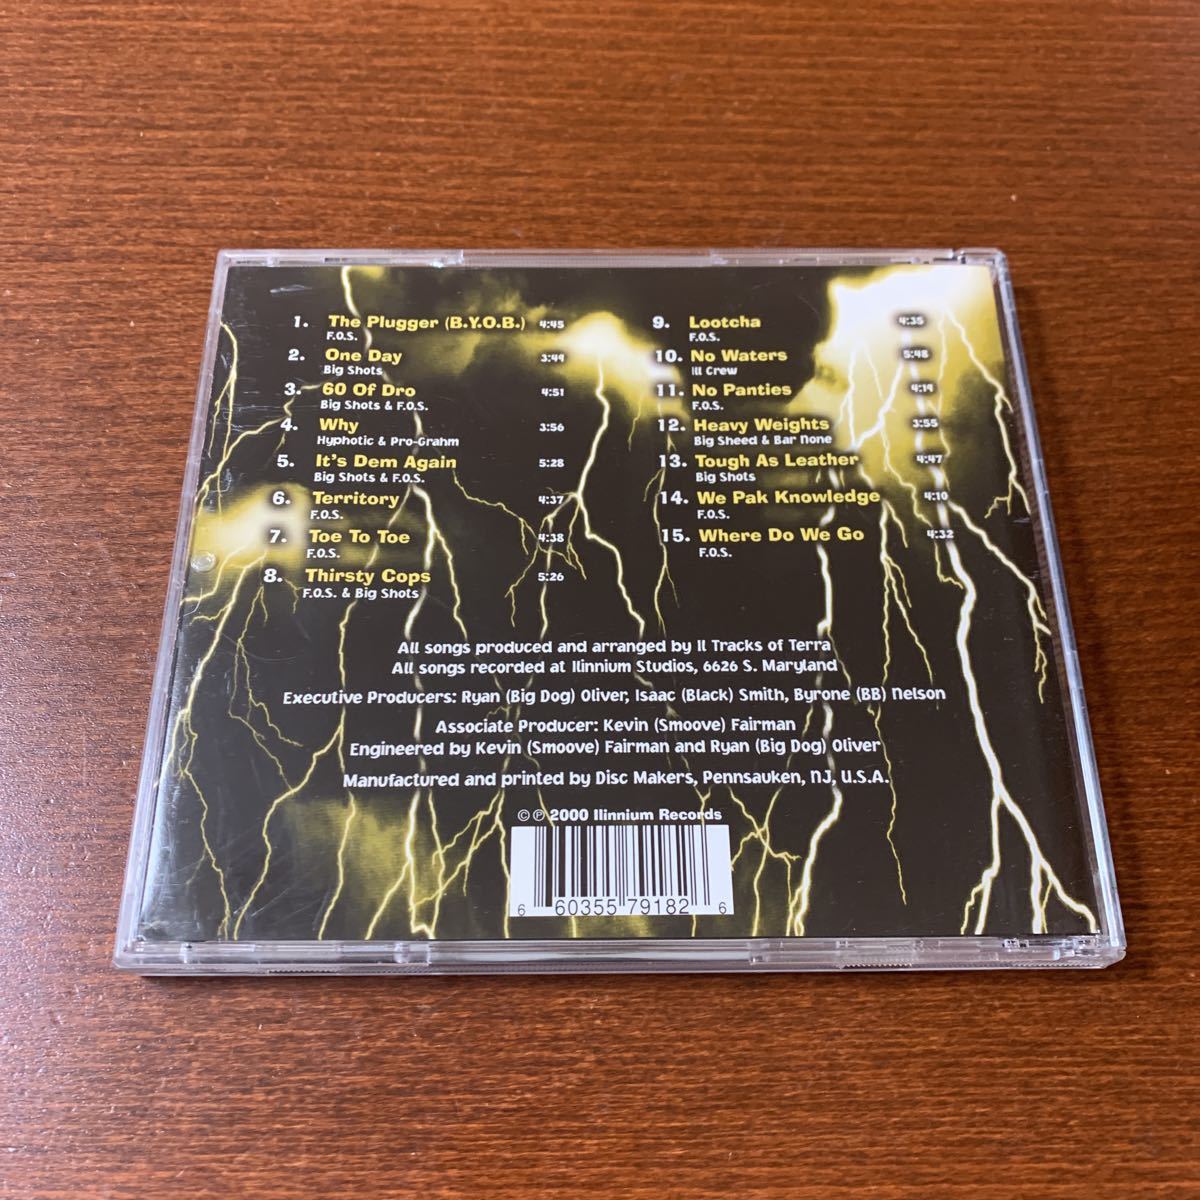 1. The Plugger (B.Y.O.B.) 4:45
F.O.S.
2. One Day 3:49
Big Shots
3. 60 Of Dro 4:51
Big Shots & F.O.S.
4. Why 3:56
Hyphotic & Pro-Grahm
5. It's Dem Again 5:28
Big Shots & F.O.S.
6. Territory 4:37
F.O.S.
7. Toe To Toe 4:38
F.O.S.
8. Thirsty Cops 5:26
F.O.S. & Big Shots
9. Lootcha 4:35
F.O.S.
10. No Waters 5:48
Ill Crew
11. No Panties 4:19
F.O.S.
12. Heavy Weights 3:55
Big Sheed & Bar None
13. Tough As Leather 4:47
Big Shots
14. We Pak Knowledge 4:10
F.O.S.
15. Where Do We Go 4:32
F.O.S.
All songs produced and arranged by Il Tracks of Terra
All songs recorded at Ilinnium Studios, 6626 S. Maryland
Executive Producers: Ryan (Big Dog) Oliver, Isaac (Black) Smith, Byrone (BB) Nelson
Associate Producer: Kevin (Smoove) Fairman
Engineered by Kevin (Smoove) Fairman and Ryan (Big Dog) Oliver
Manufactured and printed by Disc Makers, Pennsauken, NJ, U.S.A.
© ℗ 2000 Ilinnium Records
6 60355 79182 6